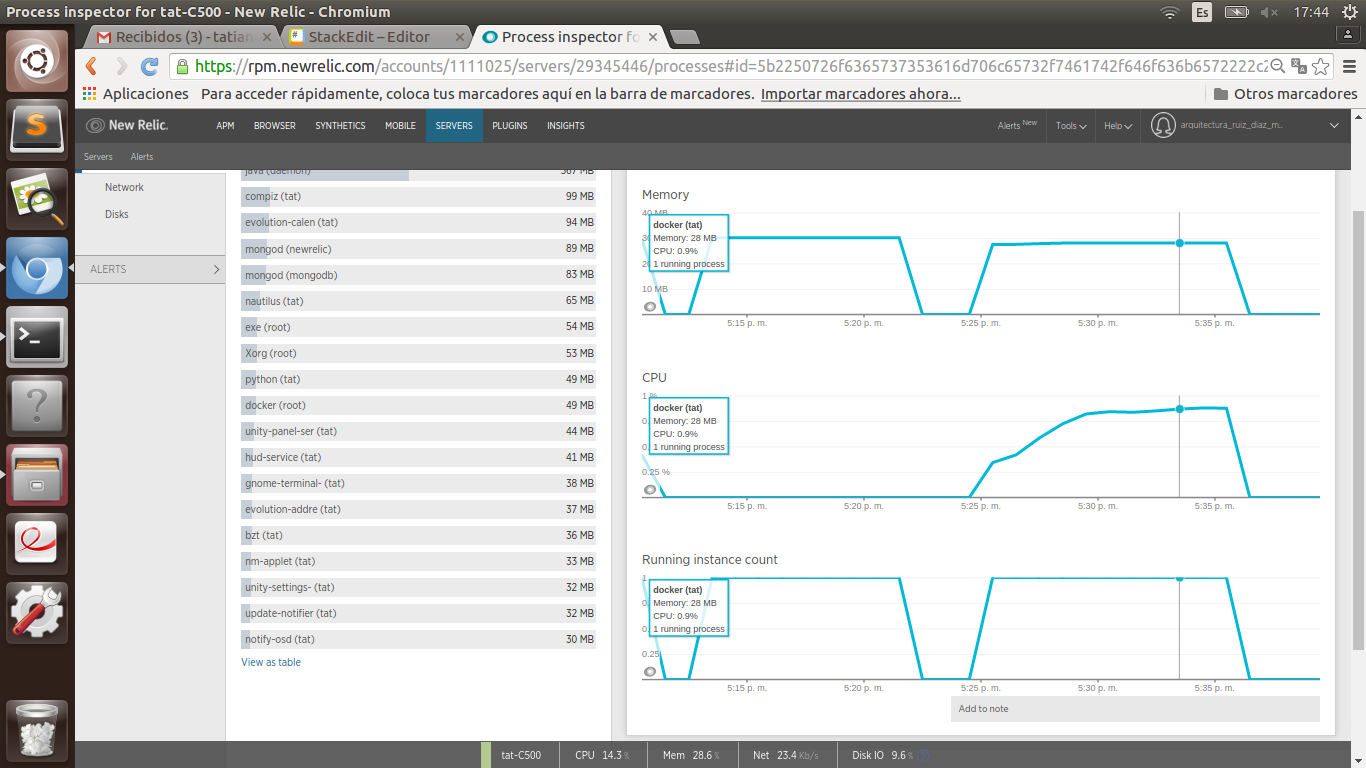 Process inspector for tat-C500 - New Relic - Chromium
Es
17:44
Recibidos (3) - tatian
StackEdit – Editor
Process inspector fo
https://rpm.newrelic.com/accounts/1111025/servers/29345446/processes#id=5b2250726f6365737353616d706c65732f7461742f646f636b6572222c2
Aplicaciones
Para acceder rápidamente, coloca tus marcadores aquí en la barra de marcadores. Importar marcadores ahora...
Otros marcadores
New Relic.
APM
BROWSER
SYNTHETICS
MOBILE
SERVERS
PLUGINS
INSIGHTS
Alerts New
Tools
Help
arquitectura_ruiz_diaz_m..
Servers
Alerts
Network
Disks
ALERTS
java (daemon) 367 MB
compiz (tat) 99 MB
evolution-calen (tat) 94 MB
mongod (newrelic) 89 MB
mongod (mongodb) 83 MB
nautilus (tat) 65 MB
exe (root) 54 MB
Xorg (root) 53 MB
python (tat) 49 MB
docker (root) 49 MB
unity-panel-ser (tat) 44 MB
hud-service (tat) 41 MB
gnome-terminal- (tat) 38 MB
evolution-addre (tat) 37 MB
bzt (tat) 36 MB
nm-applet (tat) 33 MB
unity-settings- (tat) 32 MB
update-notifier (tat) 32 MB
notify-osd (tat) 30 MB
View as table
Memory
40 MB
docker (tat)
Memory: 28 MB
CPU: 0.9%
1 running process
10 MB
5:15 p. m. 5:20 p. m. 5:25 p. m. 5:30 p. m. 5:35 p. m.
CPU
1 %
docker (tat)
Memory: 28 MB
CPU: 0.9%
1 running process
0.25 %
5:15 p. m. 5:20 p. m. 5:25 p. m. 5:30 p. m. 5:35 p. m.
Running instance count
1
docker (tat)
Memory: 28 MB
CPU: 0.9%
1 running process
0.25
5:15 p. m. 5:20 p. m. 5:25 p. m. 5:30 p. m. 5:35 p. m.
Add to note
tat-C500
CPU 14.3 %
Mem 28.6 %
Net 23.4 Kb/s
Disk IO 9.6 %